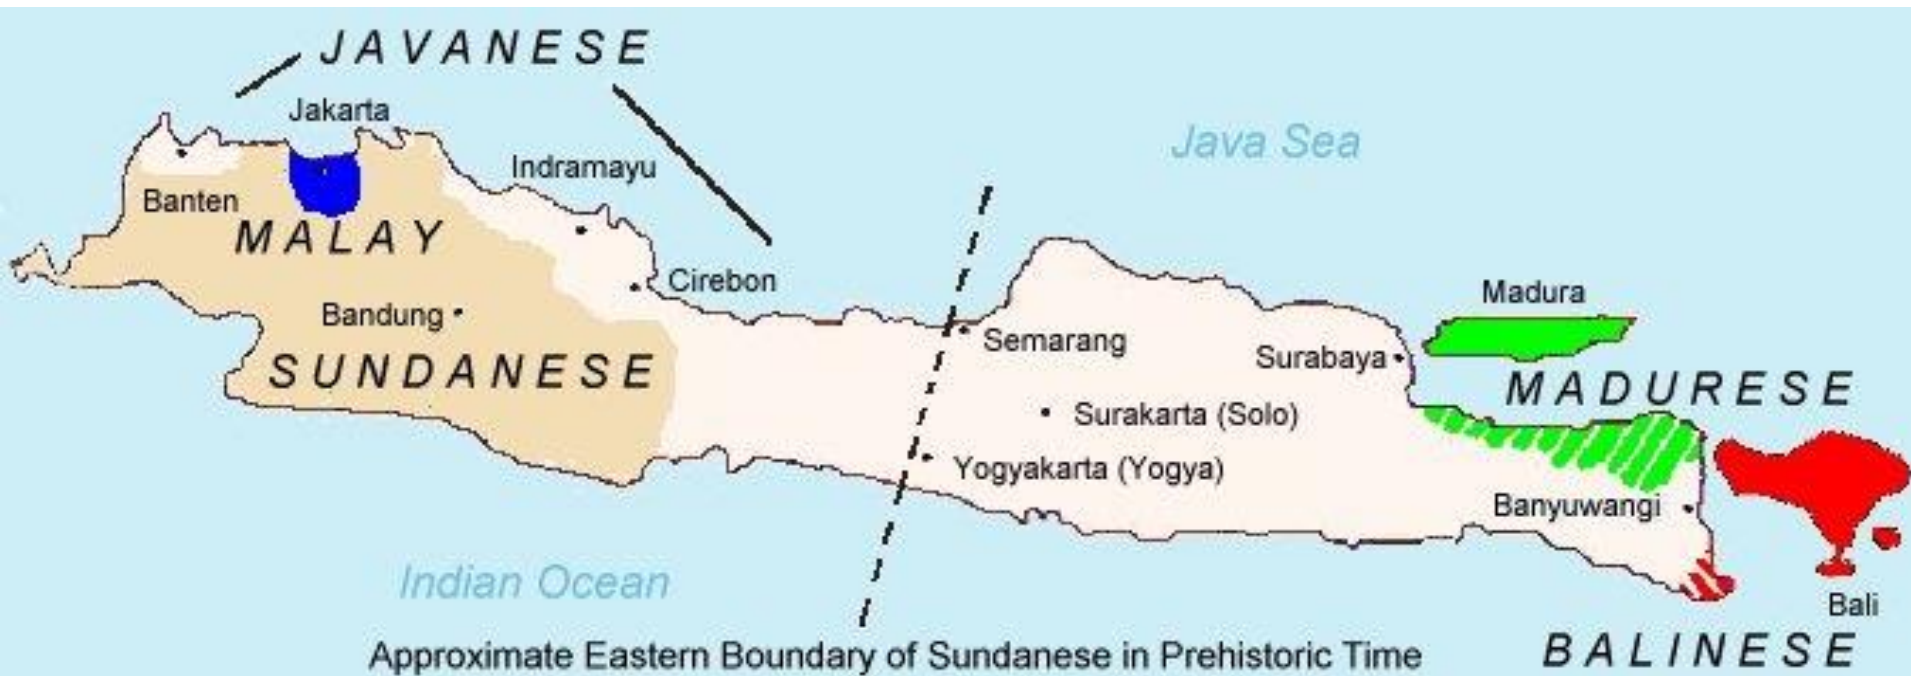 JAVANESE
Jakarta
Java Sea
Indramayu
Banten
MALAY
Cirebon
Madura
Bandung
Semarang
Surabaya
SUNDANESE
MADURESE
Surakarta (Solo)
Yogyakarta (Yogya)
Banyuwangi
Indian Ocean
Bali
Approximate Eastern Boundary of Sundanese in Prehistoric Time
BALINESE